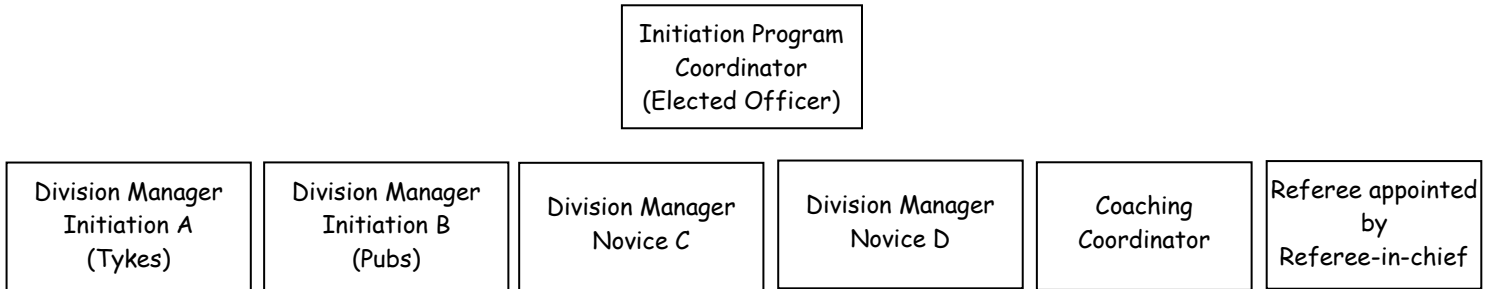 Initiation Program
Coordinator
(Elected Officer)
Division Manager
Initiation A
(Tykes)
Division Manager
Initiation B
(Pubs)
Division Manager
Novice C
Division Manager
Novice D
Coaching
Coordinator
Referee appointed
by
Referee-in-chief